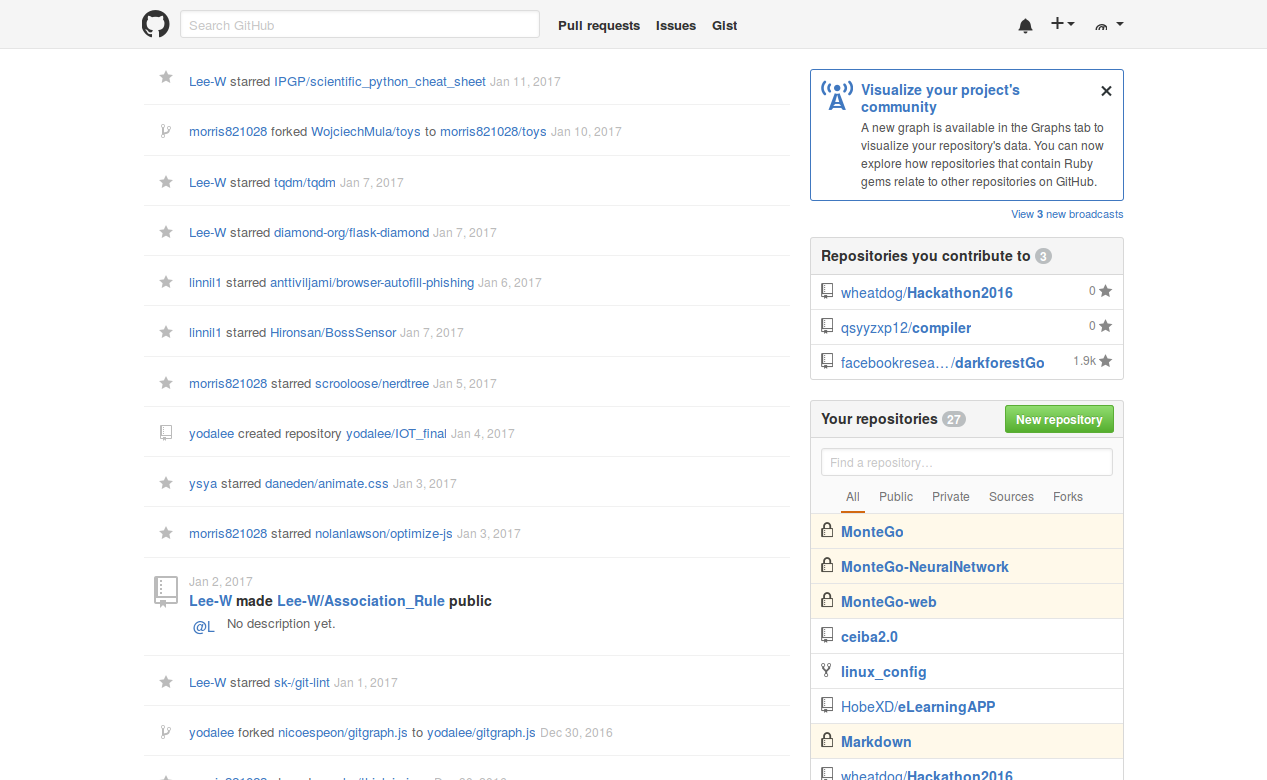 Search GitHub
Pull requests Issues Gist
Lee-W starred IPGP/scientific_python_cheat_sheet Jan 11, 2017
morris821028 forked WojciechMula/toys to morris821028/toys Jan 10, 2017
Lee-W starred tqdm/tqdm Jan 7, 2017
Lee-W starred diamond-org/flask-diamond Jan 7, 2017
linnil1 starred anttiviljami/browser-autofill-phishing Jan 6, 2017
linnil1 starred Hironsan/BossSensor Jan 7, 2017
morris821028 starred scrooloose/nerdtree Jan 5, 2017
yodalee created repository yodalee/IOT_final Jan 4, 2017
ysya starred daneden/animate.css Jan 3, 2017
morris821028 starred nolanlawson/optimize-js Jan 3, 2017
Jan 2, 2017
Lee-W made Lee-W/Association_Rule public
@L No description yet.
Lee-W starred sk-/git-lint Jan 1, 2017
yodalee forked nicoespeon/gitgraph.js to yodalee/gitgraph.js Dec 30, 2016
Visualize your project's
community
A new graph is available in the Graphs tab to
visualize your repository's data. You can now
explore how repositories that contain Ruby
gems relate to other repositories on GitHub.
View 3 new broadcasts
Repositories you contribute to 3
wheatdog/Hackathon2016 0
qsyyzxp12/compiler 0
facebookresea…/darkforestGo 1.9k
Your repositories 27 New repository
Find a repository…
All Public Private Sources Forks
MonteGo
MonteGo-NeuralNetwork
MonteGo-web
ceiba2.0
linux_config
HobeXD/eLearningAPP
Markdown
wheatdog/Hackathon2016